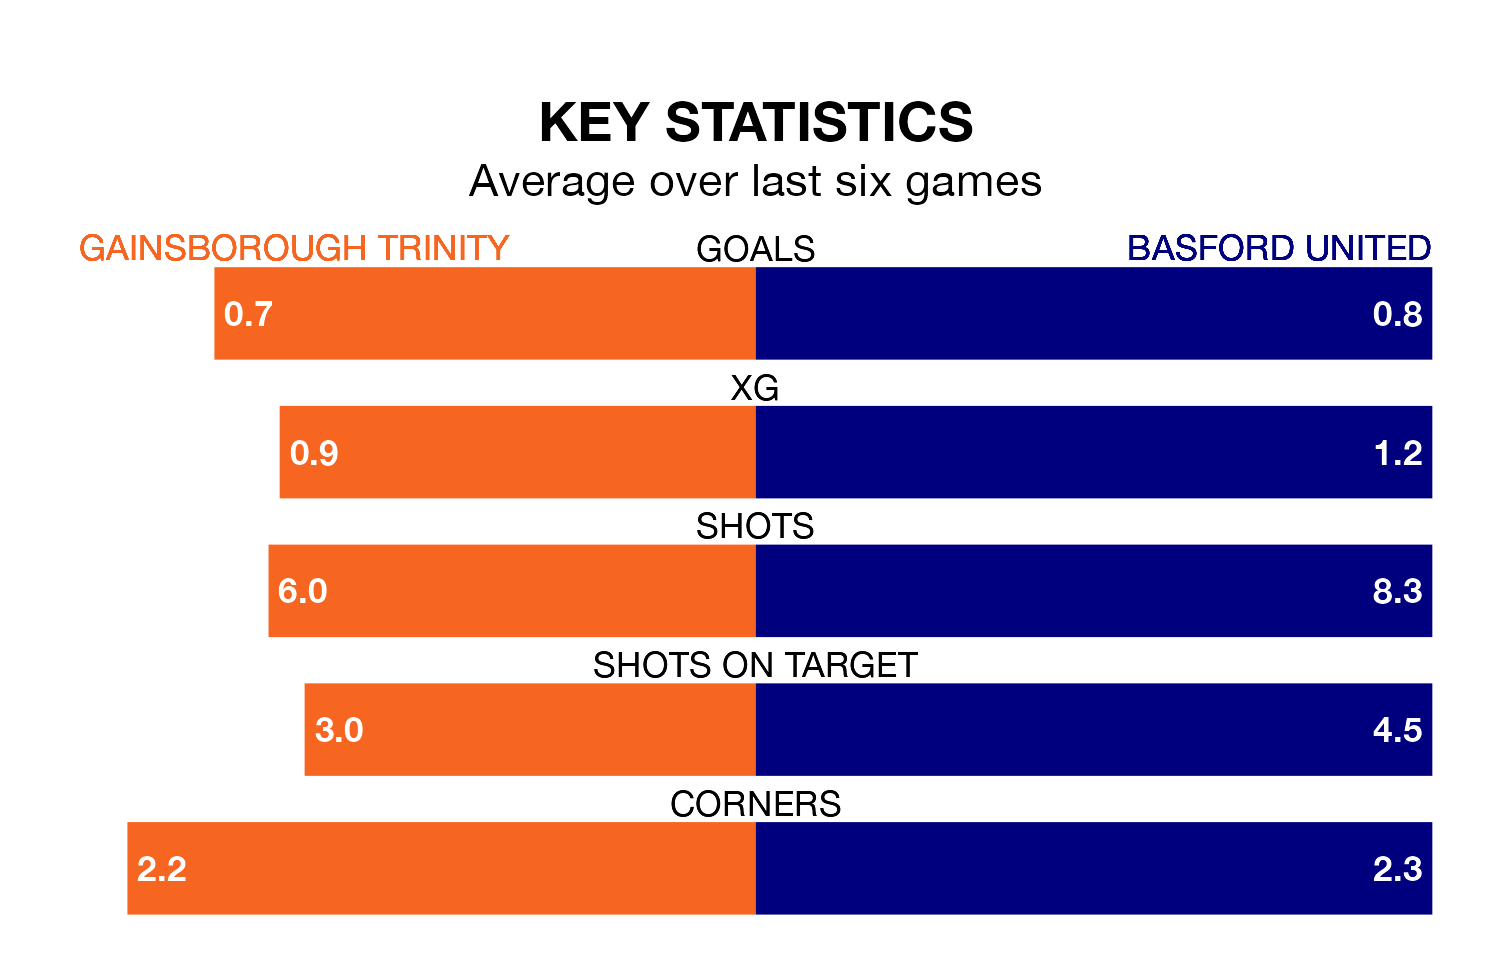 KEY STATISTICS
Average over last six games
GAINSBOROUGH TRINITY GOALS BASFORD UNITED
0.7 0.8
XG
0.9 1.2
SHOTS
6.0 8.3
SHOTS ON TARGET
3.0 4.5
CORNERS
2.2 2.3